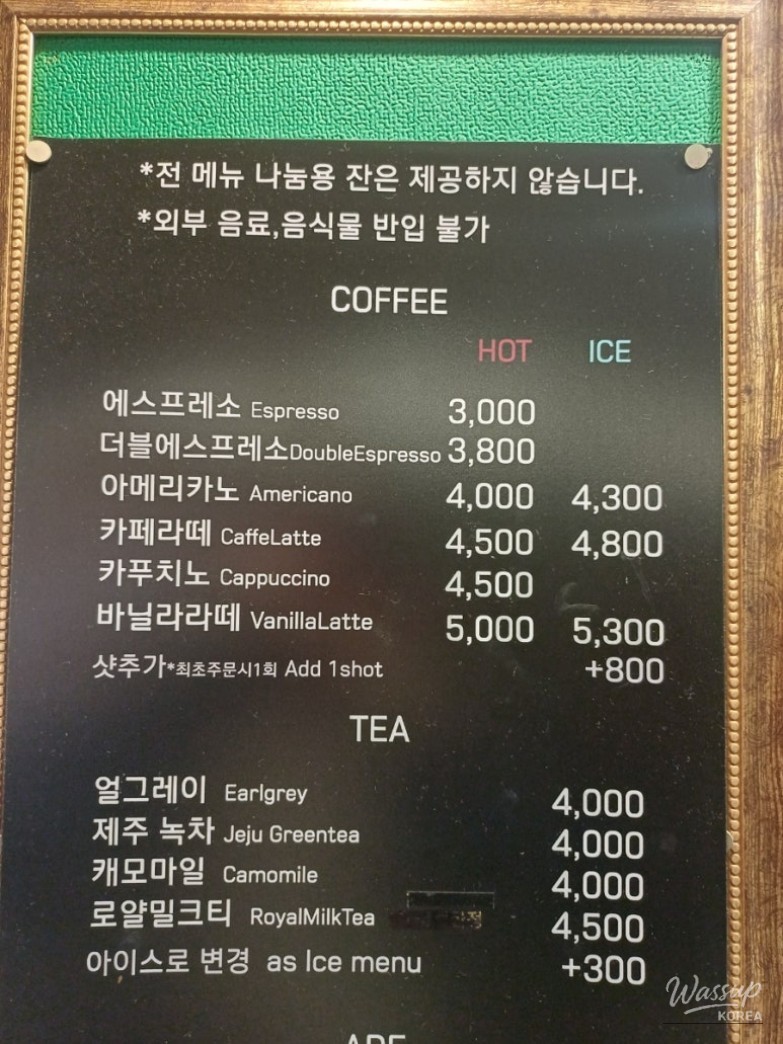 *전 메뉴 나눔용 잔은 제공하지 않습니다.
*외부 음료,음식물 반입 불가
COFFEE
HOT ICE
에스프레소 Espresso 3,000
더블에스프레소DoubleEspresso 3,800
아메리카노 Americano 4,000 4,300
카페라떼 CaffeLatte 4,500 4,800
카푸치노 Cappuccino 4,500
바닐라라떼 VanillaLatte 5,000 5,300
샷추가*최초주문시1회 Add 1shot +800
TEA
얼그레이 Earlgrey 4,000
제주 녹차 Jeju Greentea 4,000
캐모마일 Camomile 4,000
로얄밀크티 RoyalMilkTea 4,500
아이스로 변경 as Ice menu +300
Wassup
KOREA